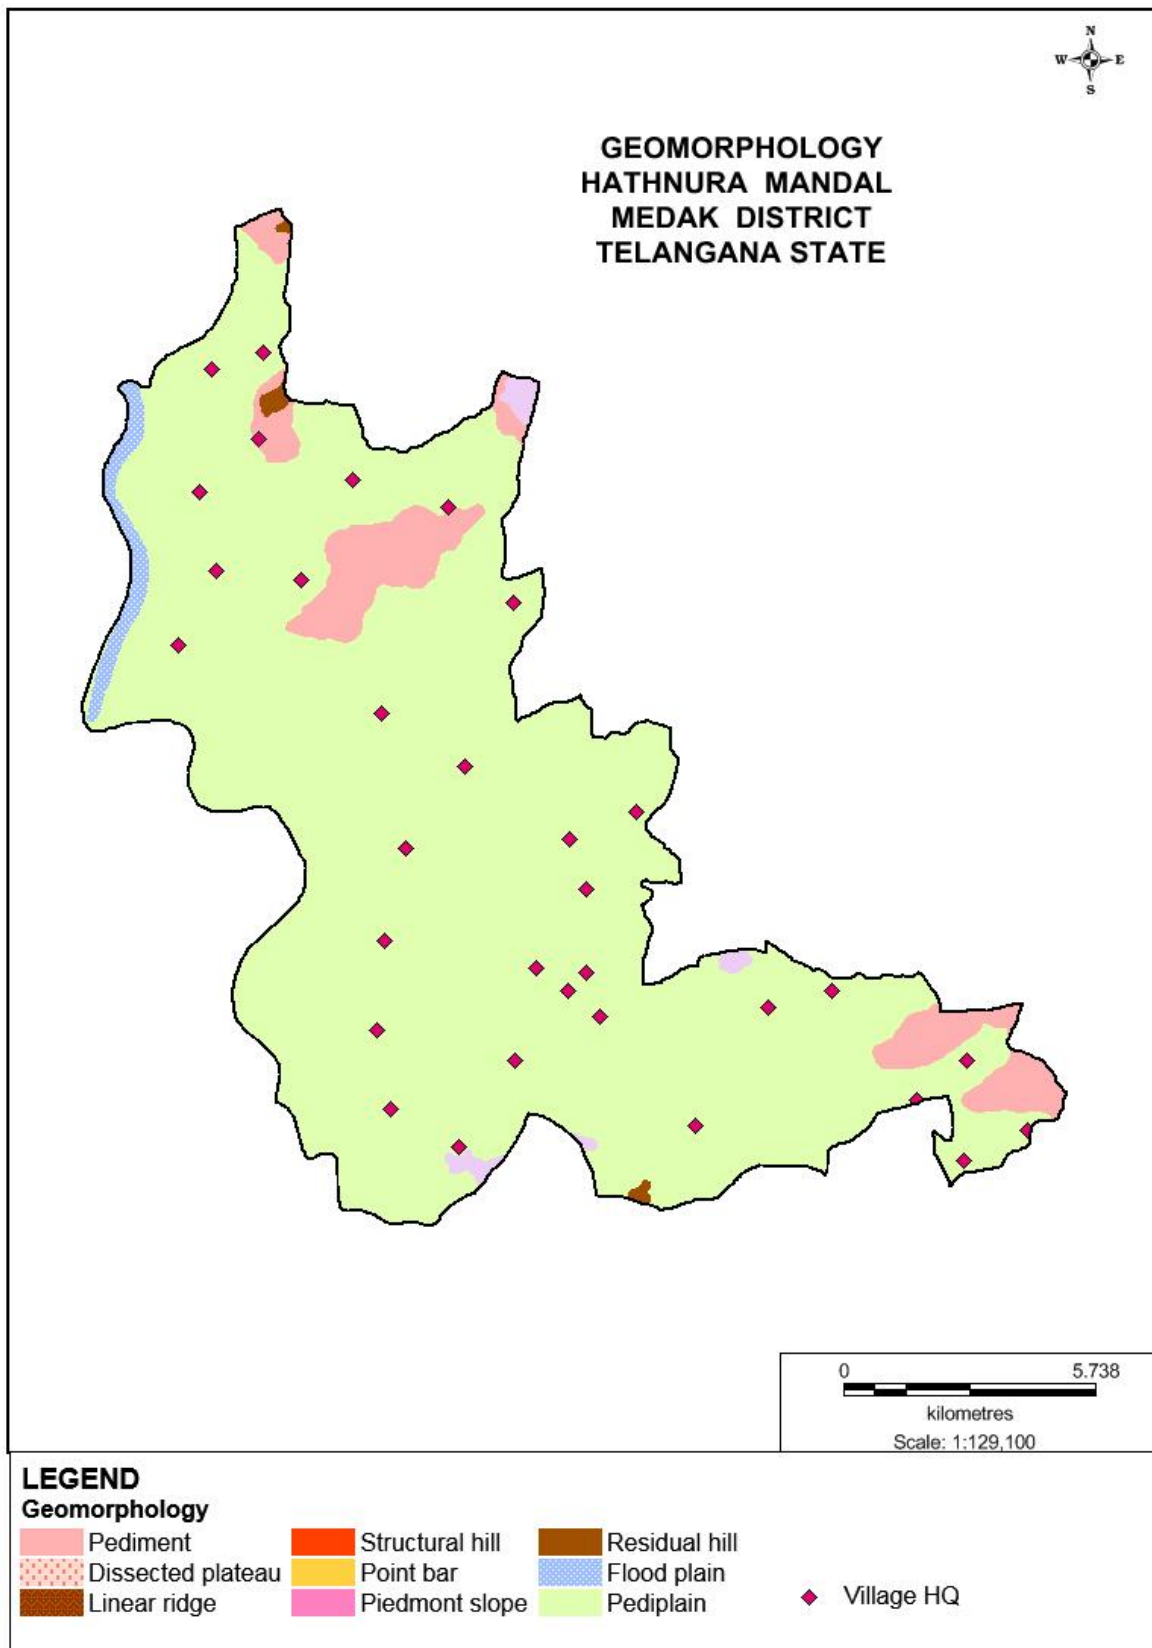 N
W E
S
GEOMORPHOLOGY
HATHNURA MANDAL
MEDAK DISTRICT
TELANGANA STATE
0 5.738
kilometres
Scale: 1:129,100
LEGEND
Geomorphology
Pediment Structural hill Residual hill
Dissected plateau Point bar Flood plain
Linear ridge Piedmont slope Pediplain
Village HQ